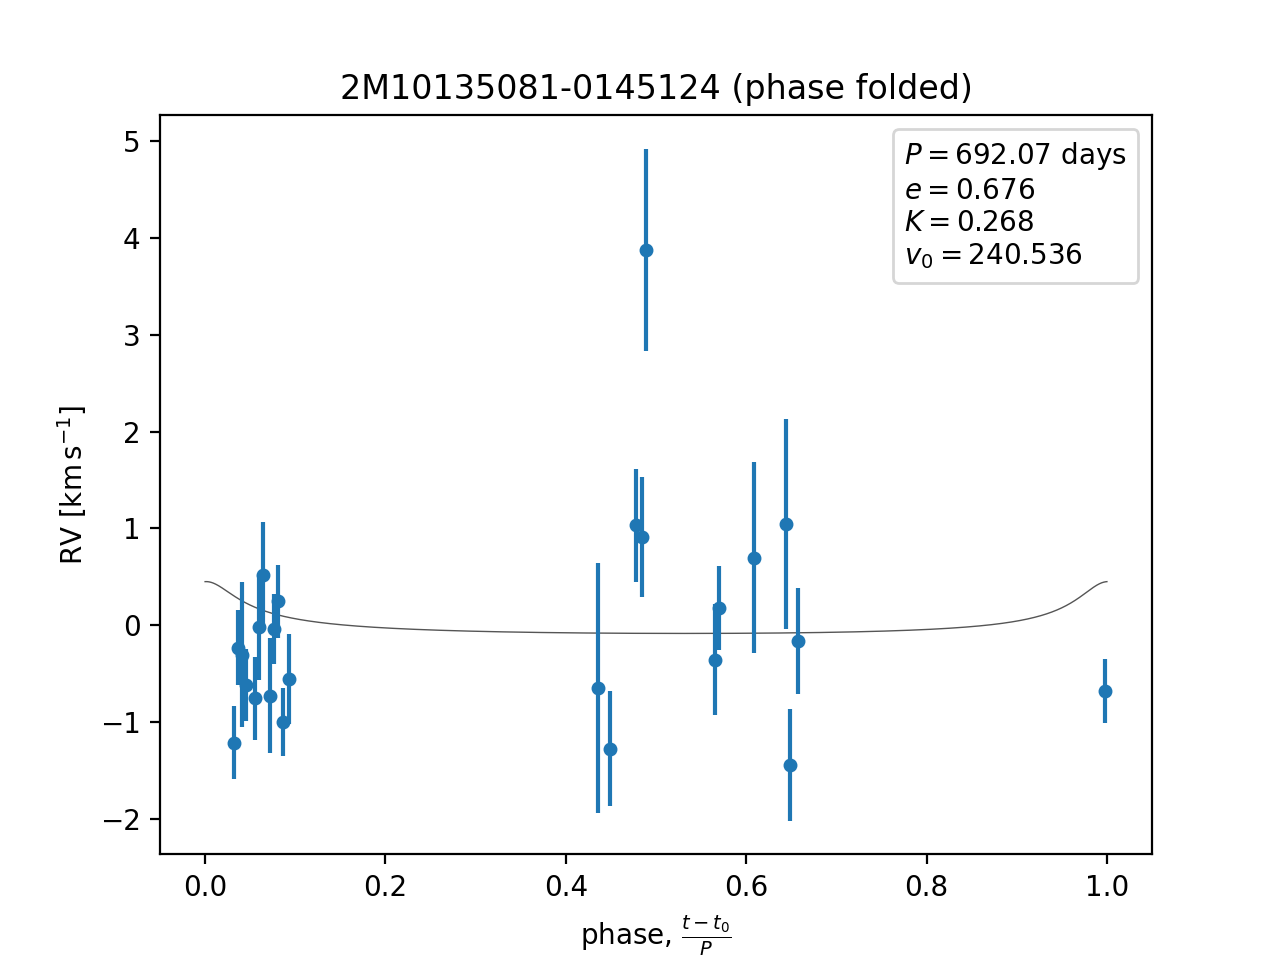 2M10135081-0145124 (phase folded)
P = 692.07 days
e = 0.676
K = 0.268
v₀ = 240.536
5
4
3
2
1
0
−1
−2
RV [km s⁻¹]
0.0 0.2 0.4 0.6 0.8 1.0
phase, (t − t₀)/P